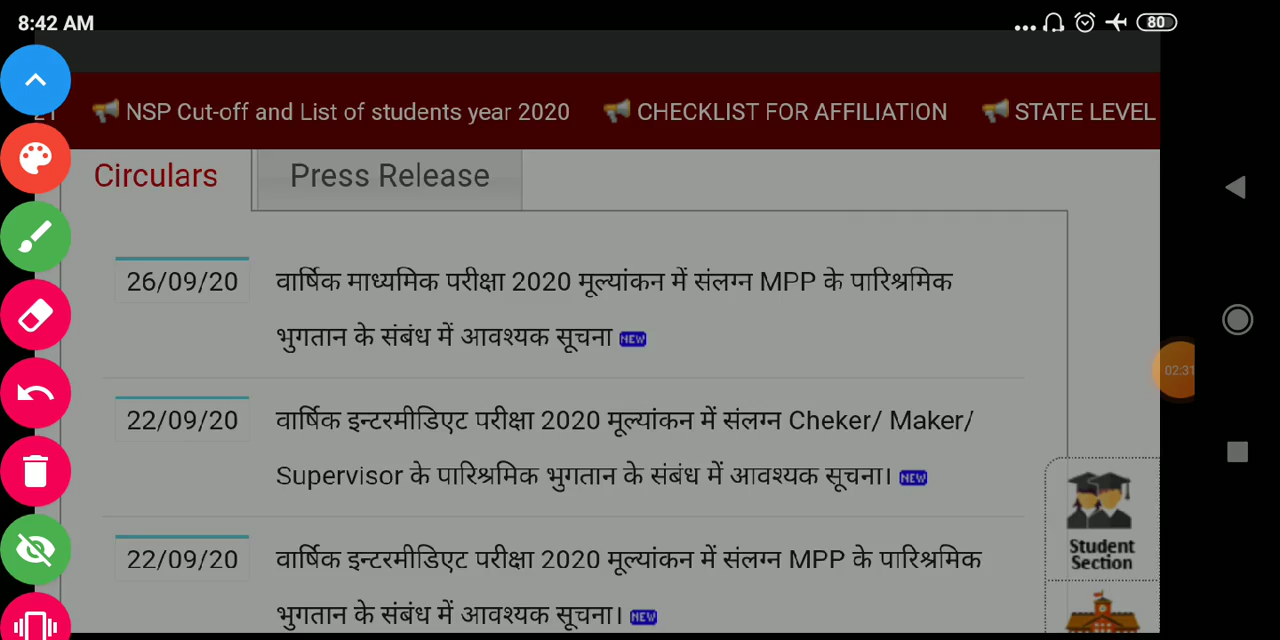 8:42 AM
80
21 NSP Cut-off and List of students year 2020 CHECKLIST FOR AFFILIATION STATE LEVEL
Circulars Press Release
26/09/20 वार्षिक माध्यमिक परीक्षा 2020 मूल्यांकन में संलग्न MPP के पारिश्रमिक
भुगतान के संबंध में आवश्यक सूचना NEW
02:31
22/09/20 वार्षिक इन्टरमीडिएट परीक्षा 2020 मूल्यांकन में संलग्न Cheker/ Maker/
Supervisor के पारिश्रमिक भुगतान के संबंध में आवश्यक सूचना। NEW
Student
Section
22/09/20 वार्षिक इन्टरमीडिएट परीक्षा 2020 मूल्यांकन में संलग्न MPP के पारिश्रमिक
भुगतान के संबंध में आवश्यक सूचना। NEW